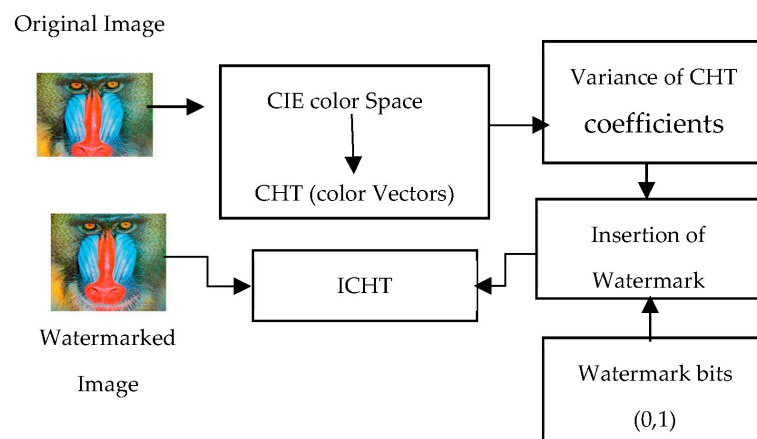 Original Image
CIE color Space
CHT (color Vectors)
Variance of CHT
coefficients
Insertion of
Watermark
ICHT
Watermarked
Image
Watermark bits
(0,1)